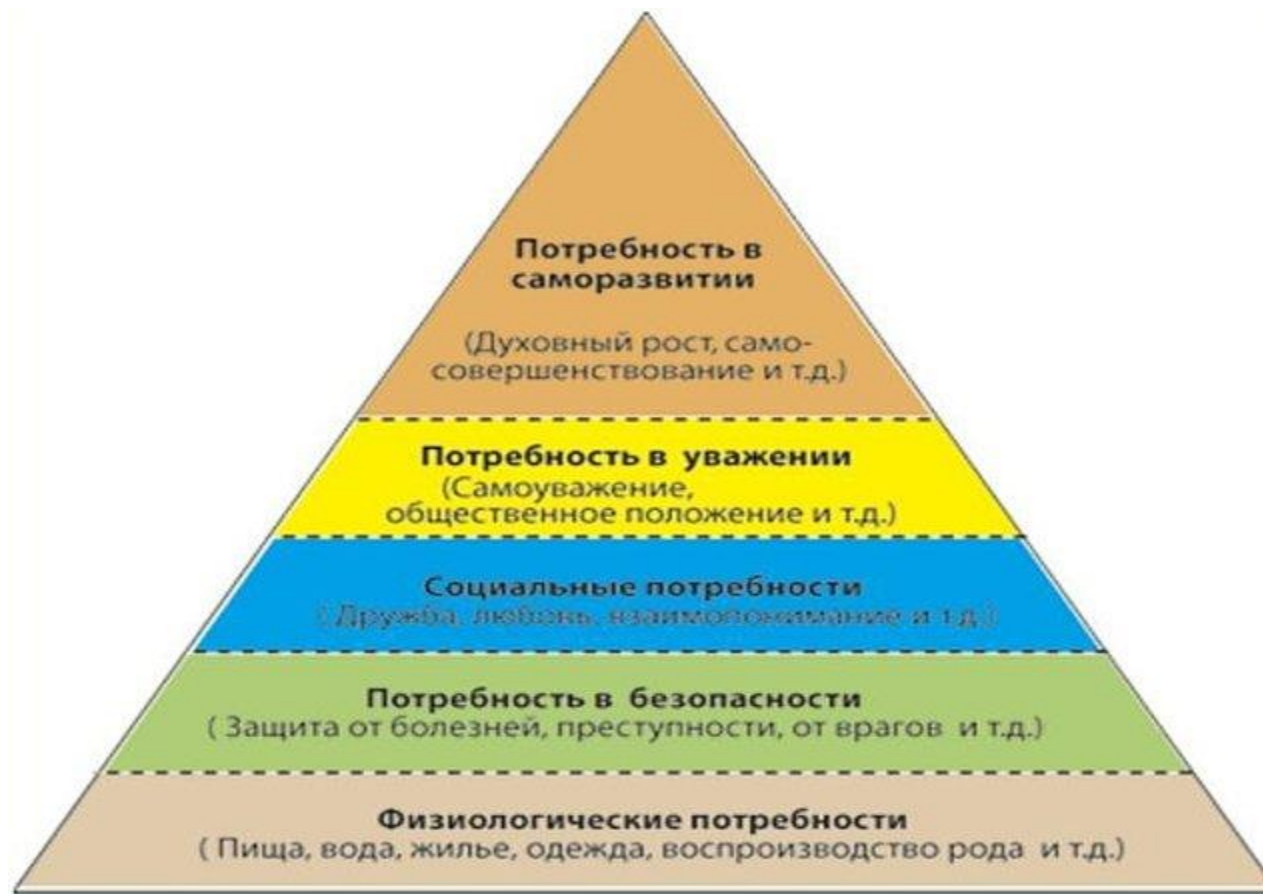 Потребность в
саморазвитии
(Духовный рост, само-
совершенствование и т.д.)
Потребность в уважении
(Самоуважение,
общественное положение и т.д.)
Социальные потребности
( Дружба, любовь, взаимопонимание и т.д.)
Потребность в безопасности
( Защита от болезней, преступности, от врагов и т.д.)
Физиологические потребности
( Пища, вода, жилье, одежда, воспроизводство рода и т.д.)